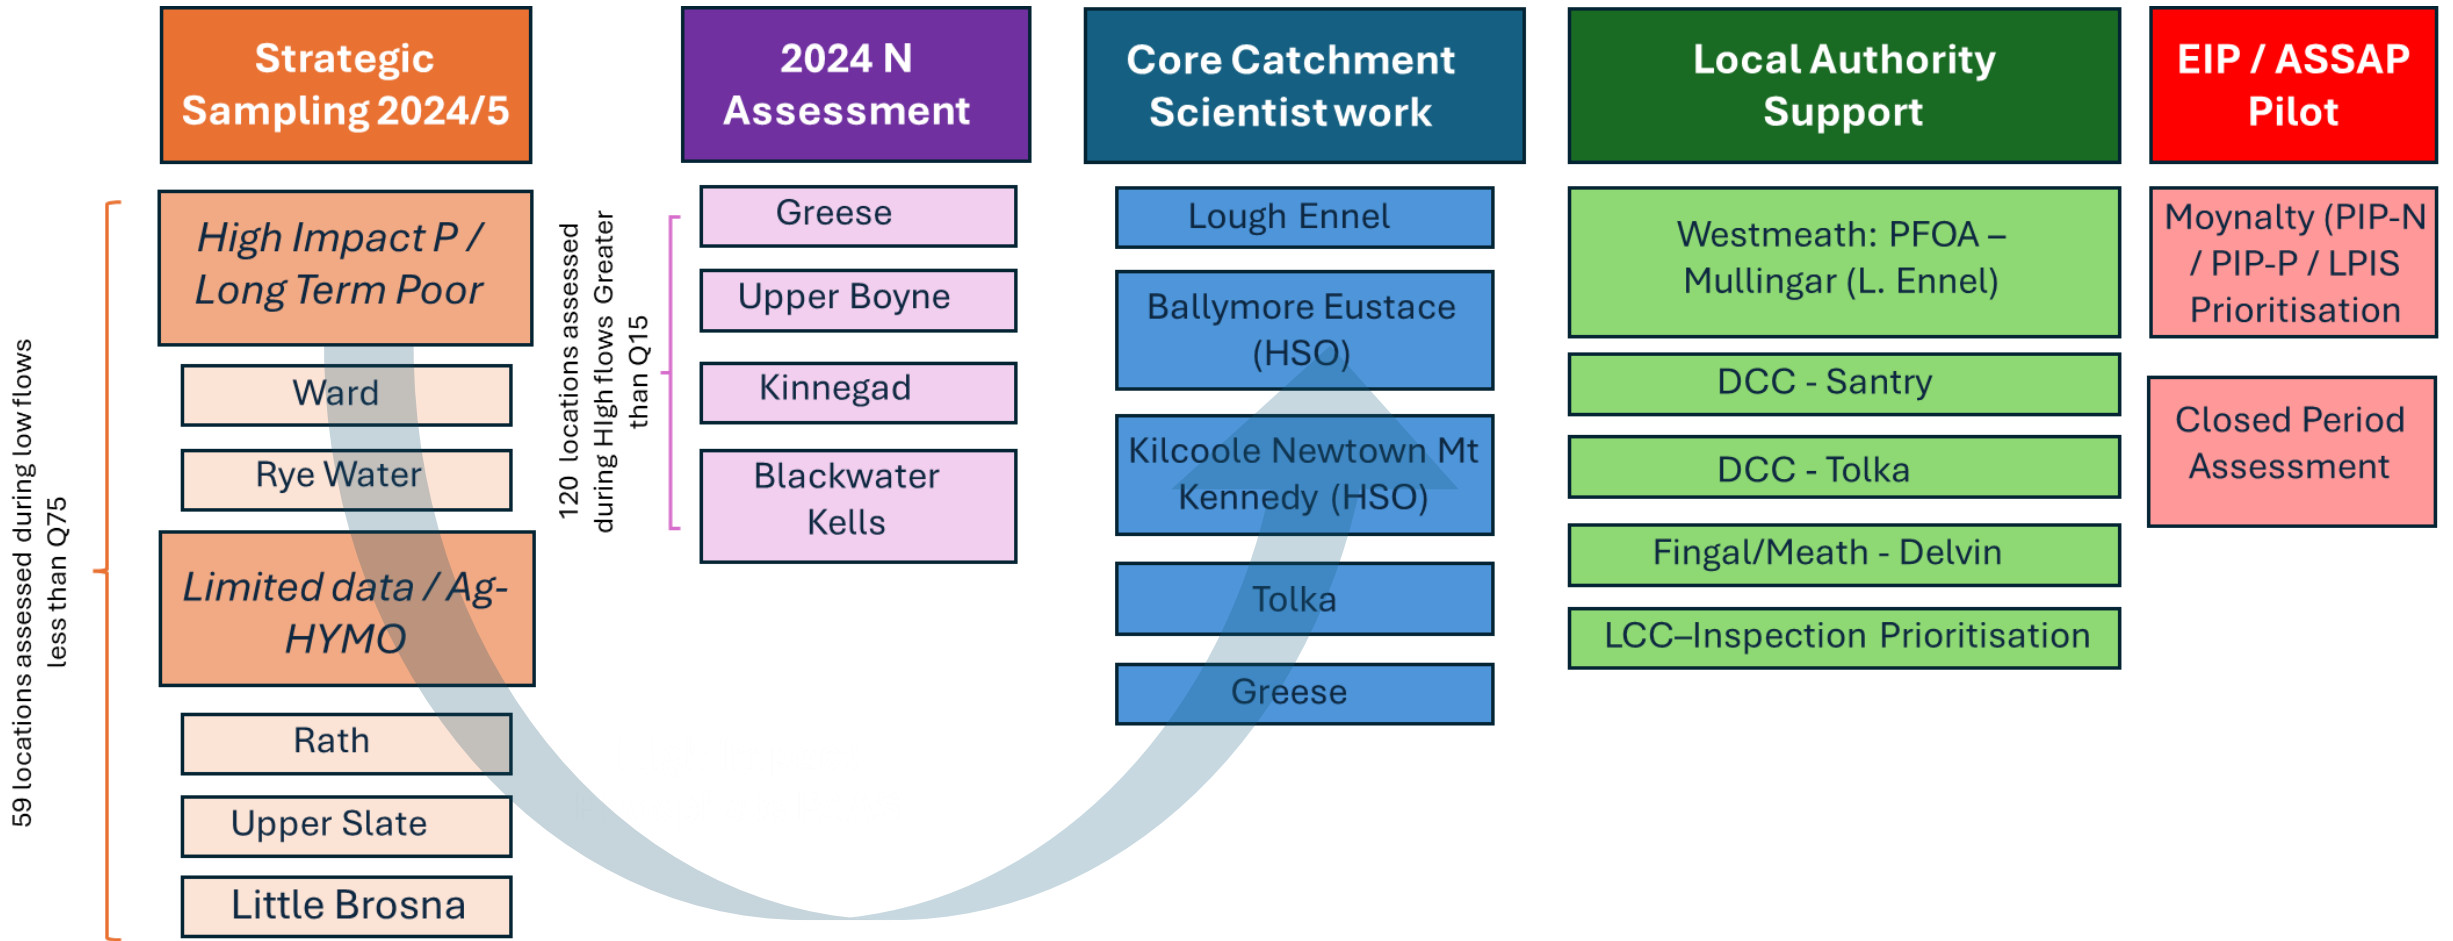 Strategic
Sampling 2024/5
59 locations assessed during low flows
less than Q75
High Impact P /
Long Term Poor
Ward
Rye Water
Limited data / Ag-
HYMO
Rath
Upper Slate
Little Brosna
2024 N
Assessment
120 locations assessed
during HIgh flows Greater
than Q15
Greese
Upper Boyne
Kinnegad
Blackwater
Kells
Core Catchment
Scientist work
Lough Ennel
Ballymore Eustace
(HSO)
Kilcoole Newtown Mt
Kennedy (HSO)
Tolka
Greese
Local Authority
Support
Westmeath: PFOA –
Mullingar (L. Ennel)
DCC - Santry
DCC - Tolka
Fingal/Meath - Delvin
LCC–Inspection Prioritisation
EIP / ASSAP
Pilot
Moynalty (PIP-N
/ PIP-P / LPIS
Prioritisation
Closed Period
Assessment